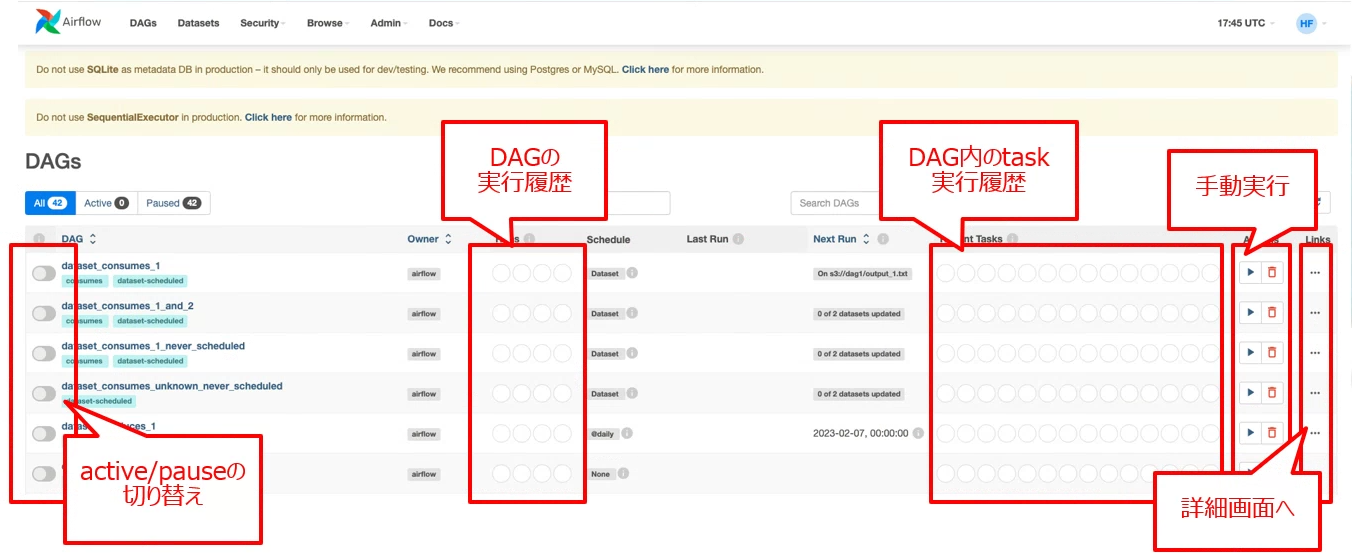 Airflow DAGs Datasets Security Browse Admin Docs 17:45 UTC HF
Do not use SQLite as metadata DB in production – it should only be used for dev/testing. We recommend using Postgres or MySQL. Click here for more information.
Do not use SequentialExecutor in production. Click here for more information.
DAGの
実行履歴
DAG内のtask
実行履歴
手動実行
DAGs
All 42 Active 0 Paused 42
Search DAGs
DAG Owner Schedule Last Run Next Run Tasks Links
dataset_consumes_1
consumes dataset-scheduled
airflow Dataset On s3://dag1/output_1.txt
dataset_consumes_1_and_2
consumes dataset-scheduled
airflow Dataset 0 of 2 datasets updated
dataset_consumes_1_never_scheduled
consumes dataset-scheduled
airflow Dataset 0 of 2 datasets updated
dataset_consumes_unknown_never_scheduled
dataset-scheduled
airflow Dataset 0 of 2 datasets updated
airflow @daily 2023-02-07, 00:00:00
airflow None
active/pauseの
切り替え
詳細画面へ